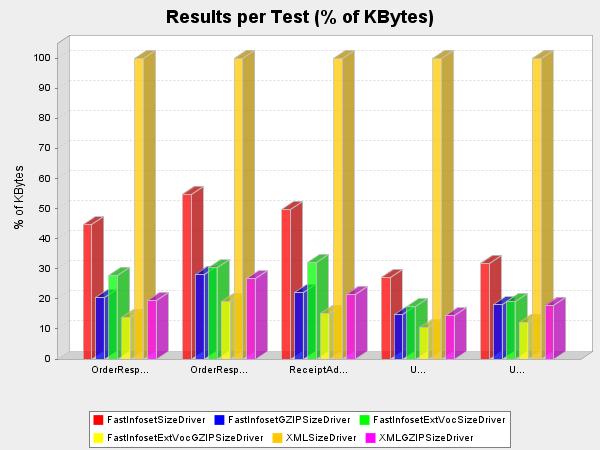 Results per Test (% of KBytes)
% of KBytes
100
90
80
70
60
50
40
30
20
10
0
OrderResp... OrderResp... ReceiptAd... U... U...
FastInfosetSizeDriver FastInfosetGZIPSizeDriver FastInfosetExtVocSizeDriver
FastInfosetExtVocGZIPSizeDriver XMLSizeDriver XMLGZIPSizeDriver